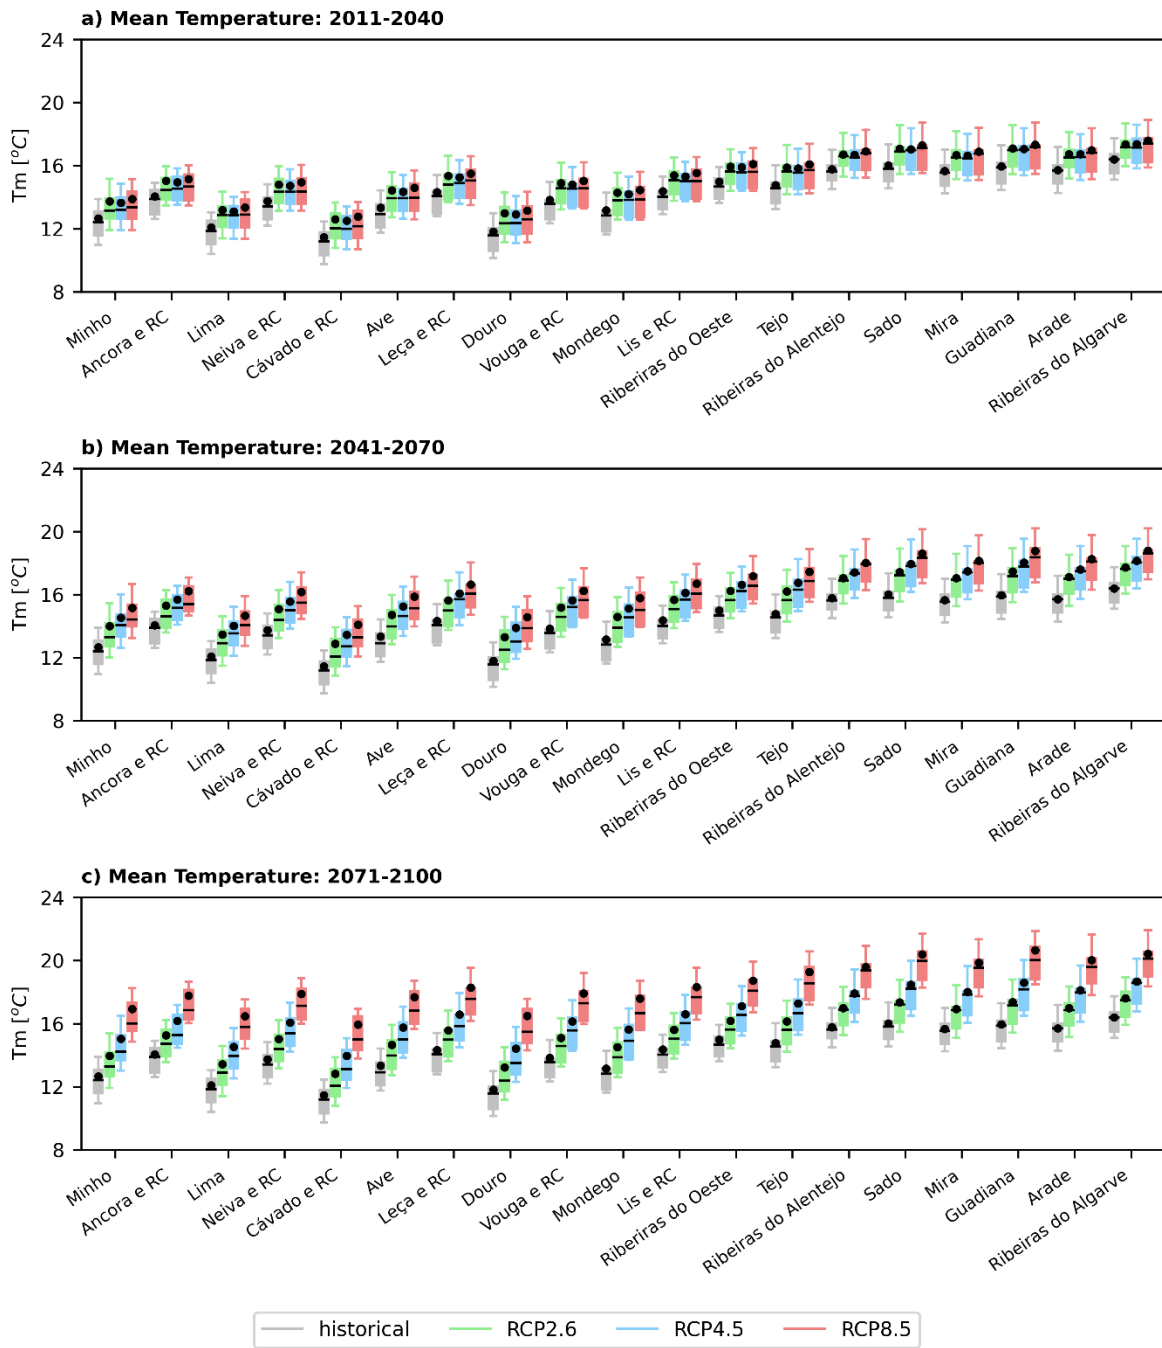 a) Mean Temperature: 2011-2040
24
20
16
12
8
Tm [°C]
Minho
Ancora e RC
Lima
Neiva e RC
Cávado e RC
Ave
Leça e RC
Douro
Vouga e RC
Mondego
Lis e RC
Riberiras do Oeste
Tejo
Ribeiras do Alentejo
Sado
Mira
Guadiana
Arade
Ribeiras do Algarve
b) Mean Temperature: 2041-2070
24
20
16
12
8
Tm [°C]
Minho
Ancora e RC
Lima
Neiva e RC
Cávado e RC
Ave
Leça e RC
Douro
Vouga e RC
Mondego
Lis e RC
Riberiras do Oeste
Tejo
Ribeiras do Alentejo
Sado
Mira
Guadiana
Arade
Ribeiras do Algarve
c) Mean Temperature: 2071-2100
24
20
16
12
8
Tm [°C]
Minho
Ancora e RC
Lima
Neiva e RC
Cávado e RC
Ave
Leça e RC
Douro
Vouga e RC
Mondego
Lis e RC
Riberiras do Oeste
Tejo
Ribeiras do Alentejo
Sado
Mira
Guadiana
Arade
Ribeiras do Algarve
historical RCP2.6 RCP4.5 RCP8.5